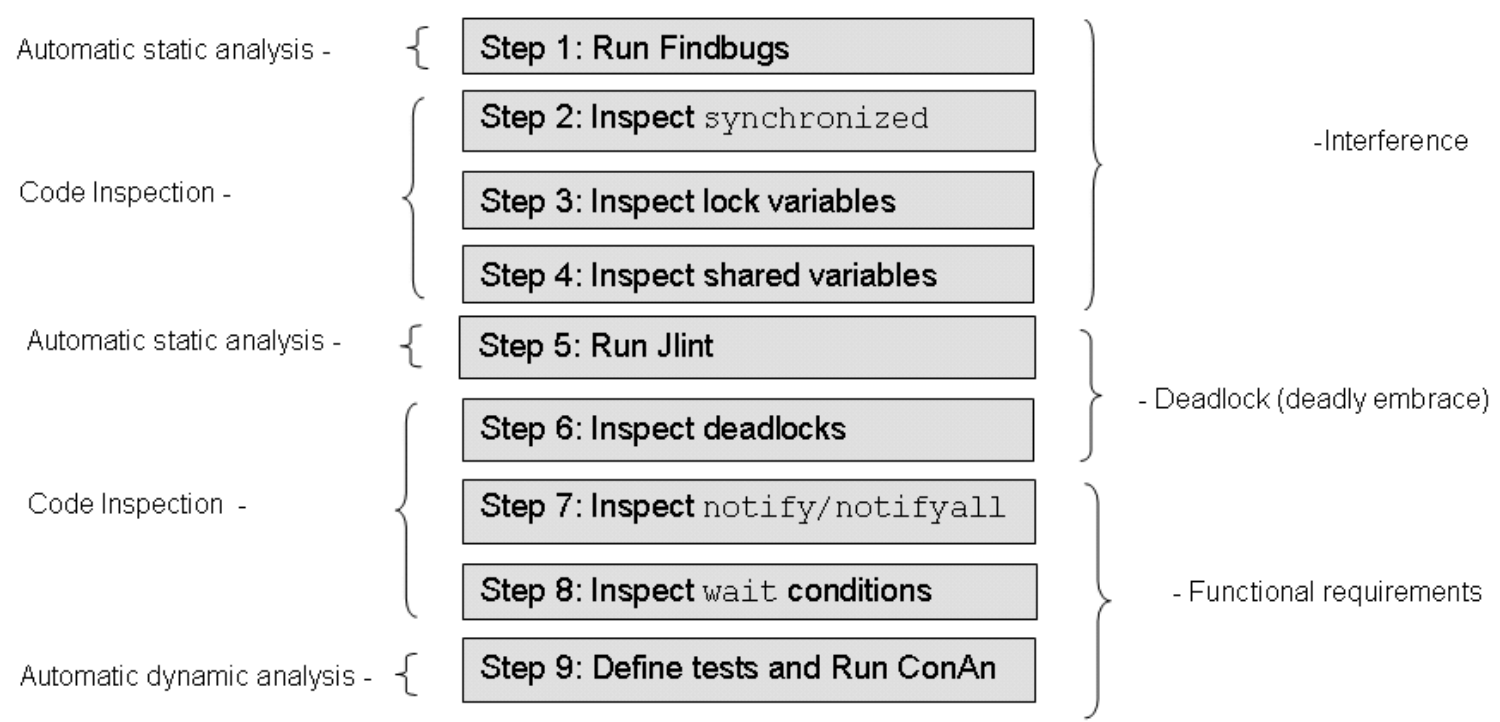 Automatic static analysis -
Step 1: Run Findbugs
Step 2: Inspect synchronized
-Interference
Code Inspection -
Step 3: Inspect lock variables
Step 4: Inspect shared variables
Automatic static analysis -
Step 5: Run Jlint
- Deadlock (deadly embrace)
Step 6: Inspect deadlocks
Code Inspection -
Step 7: Inspect notify/notifyall
Step 8: Inspect wait conditions
- Functional requirements
Automatic dynamic analysis -
Step 9: Define tests and Run ConAn